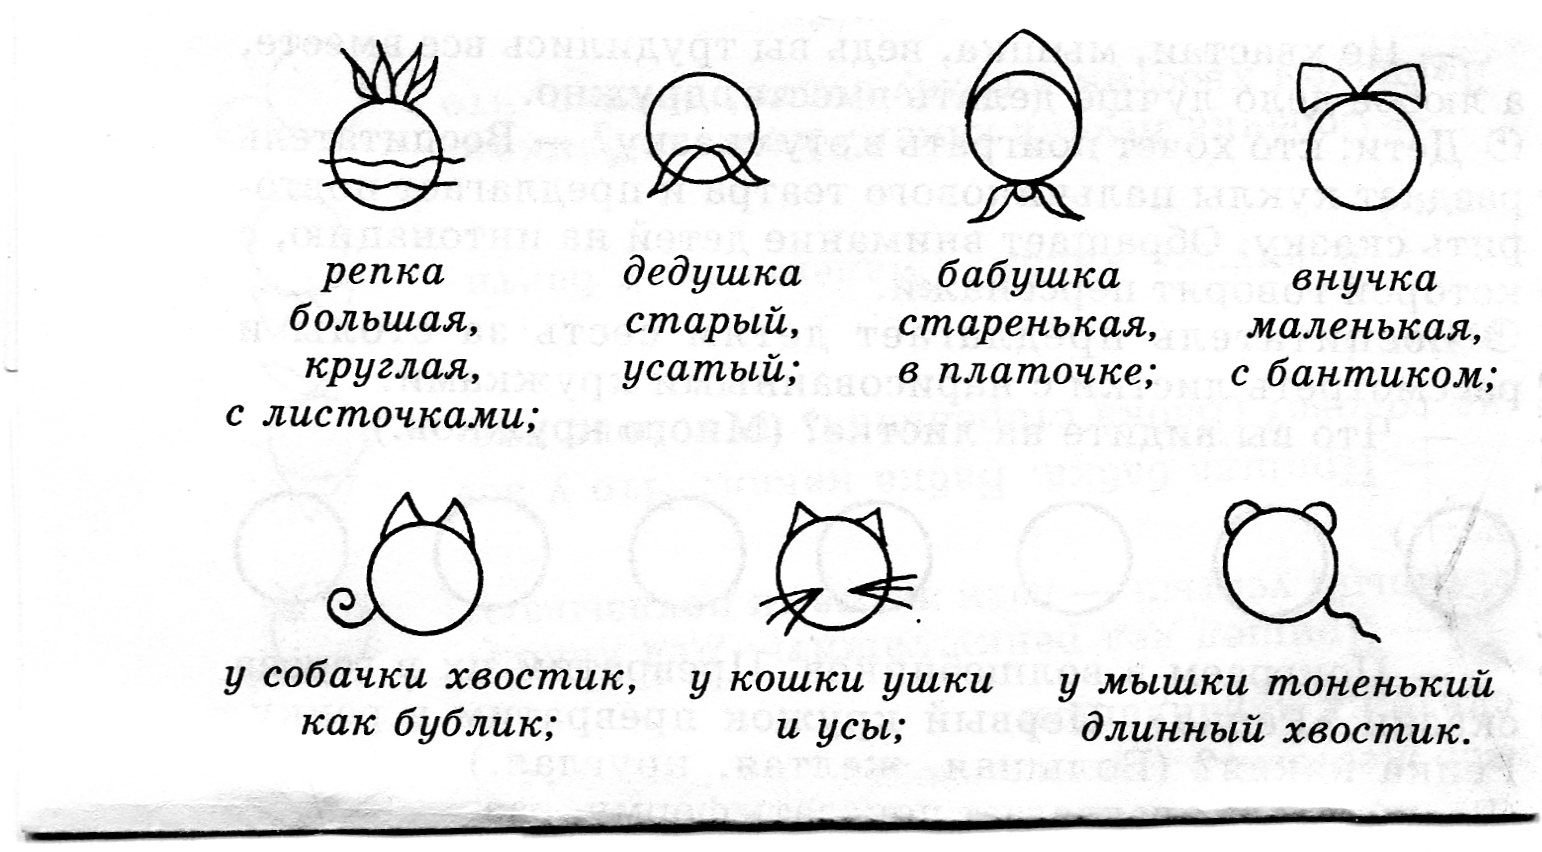 репка
большая,
круглая,
с листочками;
дедушка
старый,
усатый;
бабушка
старенькая,
в платочке;
внучка
маленькая,
с бантиком;
у собачки хвостик,
как бублик;
у кошки ушки
и усы;
у мышки тоненький
длинный хвостик.